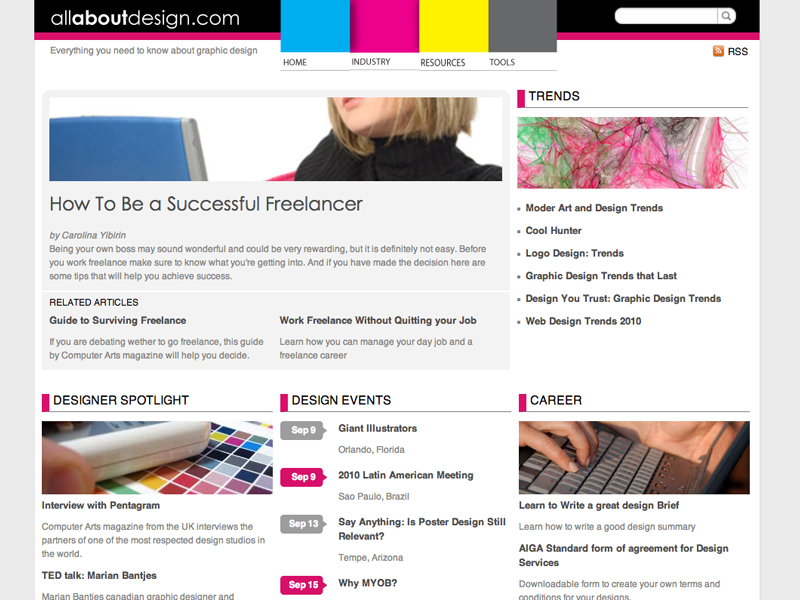 allaboutdesign.com
Everything you need to know about graphic design
HOME
INDUSTRY
RESOURCES
TOOLS
RSS
How To Be a Successful Freelancer
by Carolina Yibirin
Being your own boss may sound wonderful and could be very rewarding, but it is definitely not easy. Before
you work freelance make sure to know what you're getting into. And if you have made the decision here are
some tips that will help you achieve success.
RELATED ARTICLES
Guide to Surviving Freelance
If you are debating wether to go freelance, this guide
by Computer Arts magazine will help you decide.
Work Freelance Without Quitting your Job
Learn how you can manage your day job and a
freelance career
TRENDS
Moder Art and Design Trends
Cool Hunter
Logo Design: Trends
Graphic Design Trends that Last
Design You Trust: Graphic Design Trends
Web Design Trends 2010
DESIGNER SPOTLIGHT
Interview with Pentagram
Computer Arts magazine from the UK interviews the
partners of one of the most respected design studios in
the world.
TED talk: Marian Bantjes
Marian Bantjes canadian graphic designer and
DESIGN EVENTS
Sep 9
Giant Illustrators
Orlando, Florida
Sep 9
2010 Latin American Meeting
Sao Paulo, Brazil
Sep 13
Say Anything: Is Poster Design Still
Relevant?
Tempe, Arizona
Sep 15
Why MYOB?
CAREER
Learn to Write a great design Brief
Learn how to write a good design summary
AIGA Standard form of agreement for Design
Services
Downloadable form to create your own terms and
conditions for your designs.